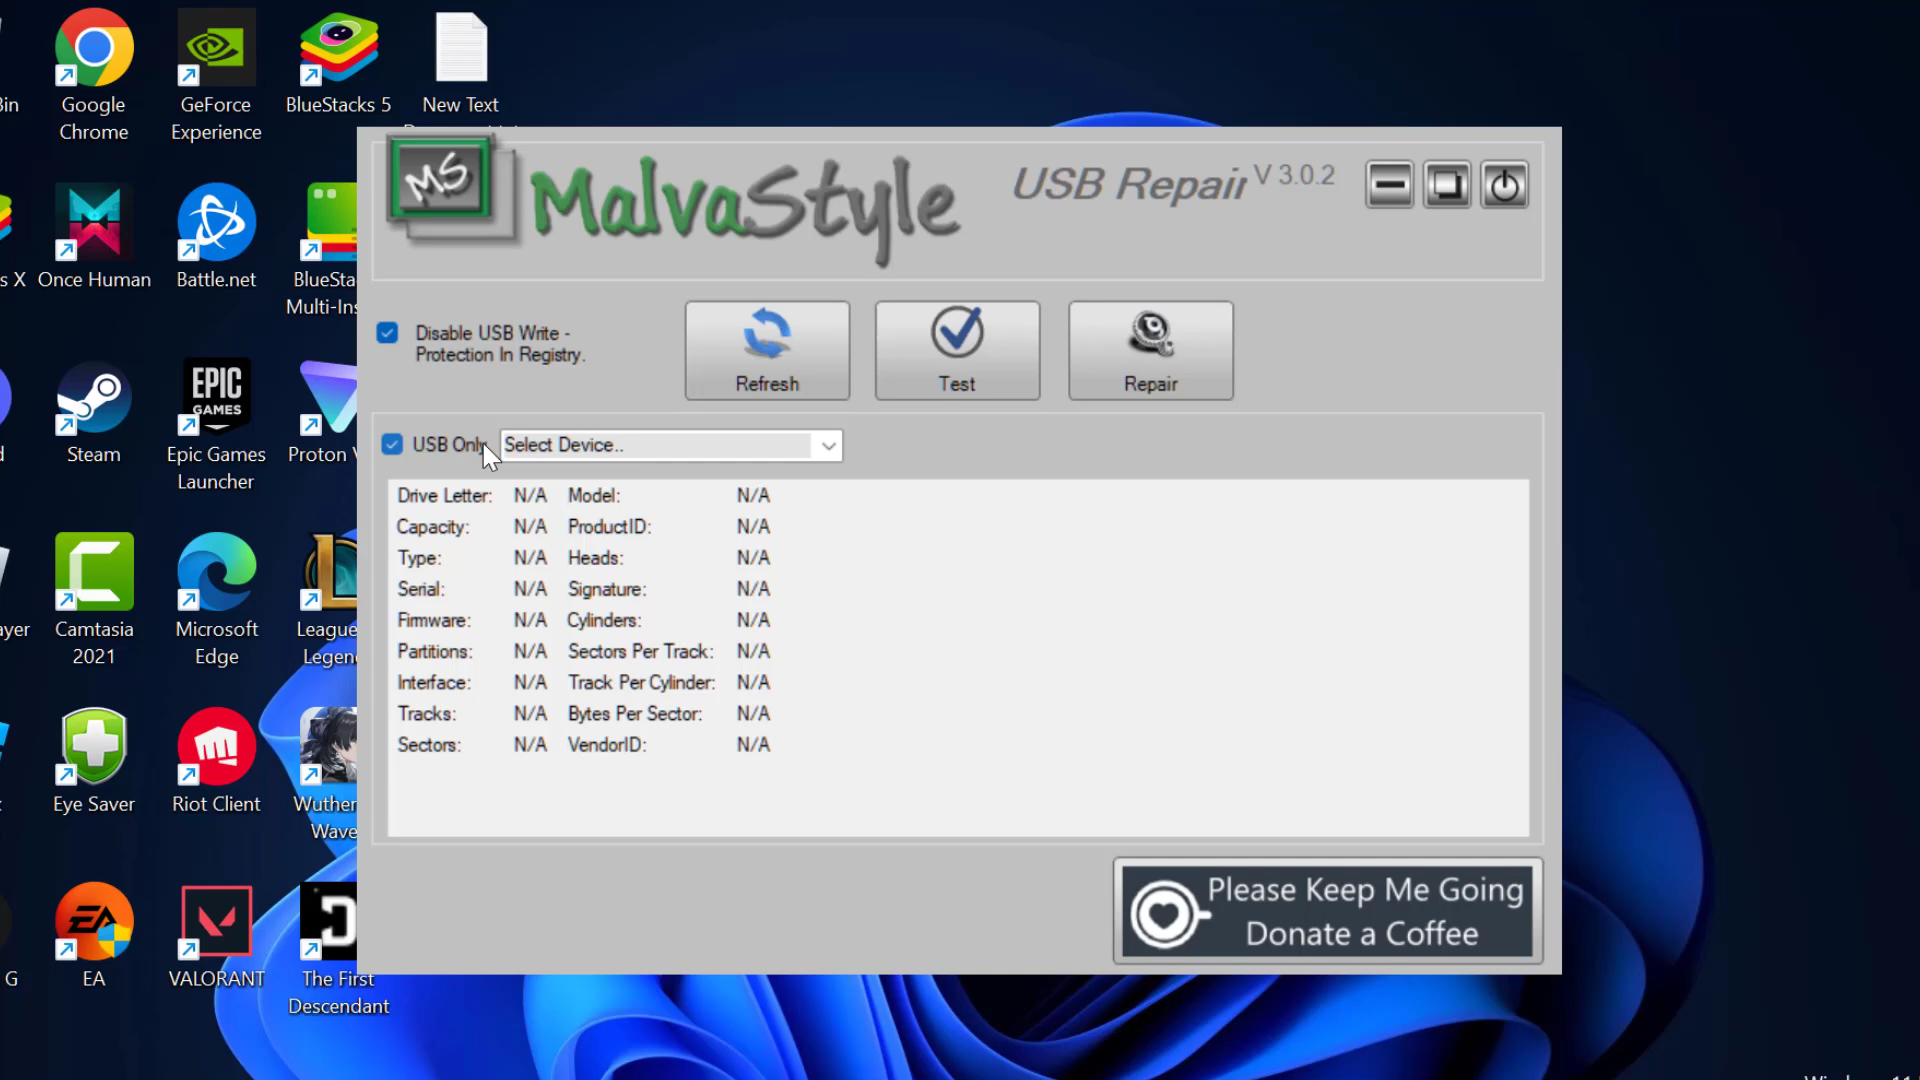 Bin
Google
Chrome
GeForce
Experience
BlueStacks 5
New Text
s X
Once Human
Battle.net
BlueSta
Multi-Ins
d
Steam
EPIC
GAMES
Epic Games
Launcher
Proton V
ayer
Camtasia
2021
Microsoft
Edge
League
Legen
Eye Saver
Riot Client
Wuther
Wave
G
EA
EA
VALORANT
The First
Descendant
MS
MalvaStyle
USB Repair V 3.0.2
Disable USB Write -
Protection In Registry.
Refresh
Test
Repair
USB Only
Select Device..
Drive Letter: N/A Model: N/A
Capacity: N/A ProductID: N/A
Type: N/A Heads: N/A
Serial: N/A Signature: N/A
Firmware: N/A Cylinders: N/A
Partitions: N/A Sectors Per Track: N/A
Interface: N/A Track Per Cylinder: N/A
Tracks: N/A Bytes Per Sector: N/A
Sectors: N/A VendorID: N/A
Please Keep Me Going
Donate a Coffee